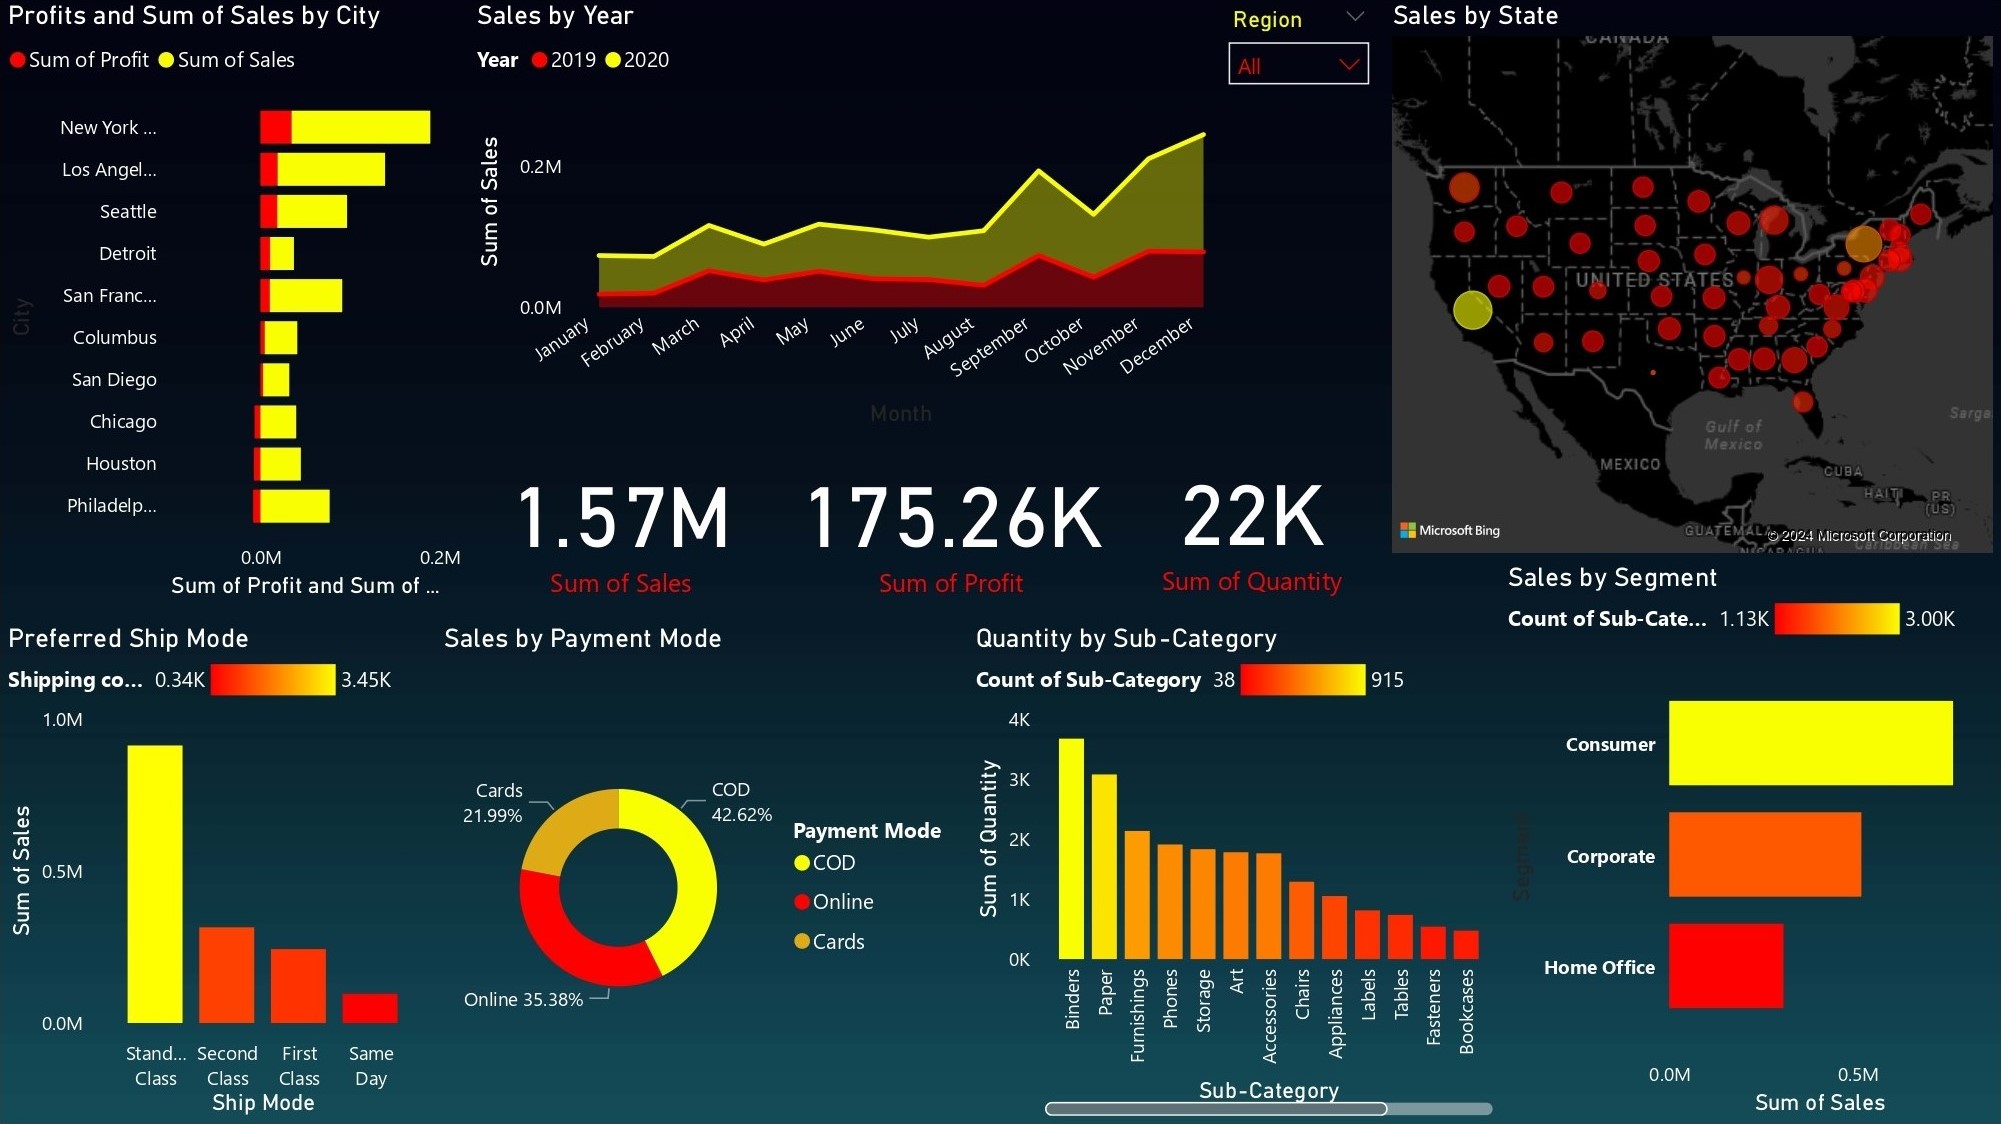 Profits and Sum of Sales by City
Sum of Profit Sum of Sales
City
New York ...
Los Angel...
Seattle
Detroit
San Franc...
Columbus
San Diego
Chicago
Houston
Philadelp...
0.0M 0.2M
Sum of Profit and Sum of ...
Sales by Year
Year 2019 2020
Sum of Sales
0.2M
0.0M
January February March April May June July August September October November December
Month
Region
All
Sales by State
CANADA
UNITED STATES
Gulf of
Mexico
MEXICO
CUBA
HAITI
PR
(US)
Sarga
GUATEMALA
NICARAGUA
Caribbean Sea
Microsoft Bing
© 2024 Microsoft Corporation
1.57M
Sum of Sales
175.26K
Sum of Profit
22K
Sum of Quantity
Preferred Ship Mode
Shipping co... 0.34K 3.45K
Sum of Sales
1.0M
0.5M
0.0M
Stand... Second First Same
Class Class Class Day
Ship Mode
Sales by Payment Mode
Cards
21.99%
COD
42.62%
Online 35.38%
Payment Mode
COD
Online
Cards
Quantity by Sub-Category
Count of Sub-Category 38 915
Sum of Quantity
4K
3K
2K
1K
0K
Binders Paper Furnishings Phones Storage Art Accessories Chairs Appliances Labels Tables Fasteners Bookcases
Sub-Category
Sales by Segment
Count of Sub-Cate... 1.13K 3.00K
Segment
Consumer
Corporate
Home Office
0.0M 0.5M
Sum of Sales